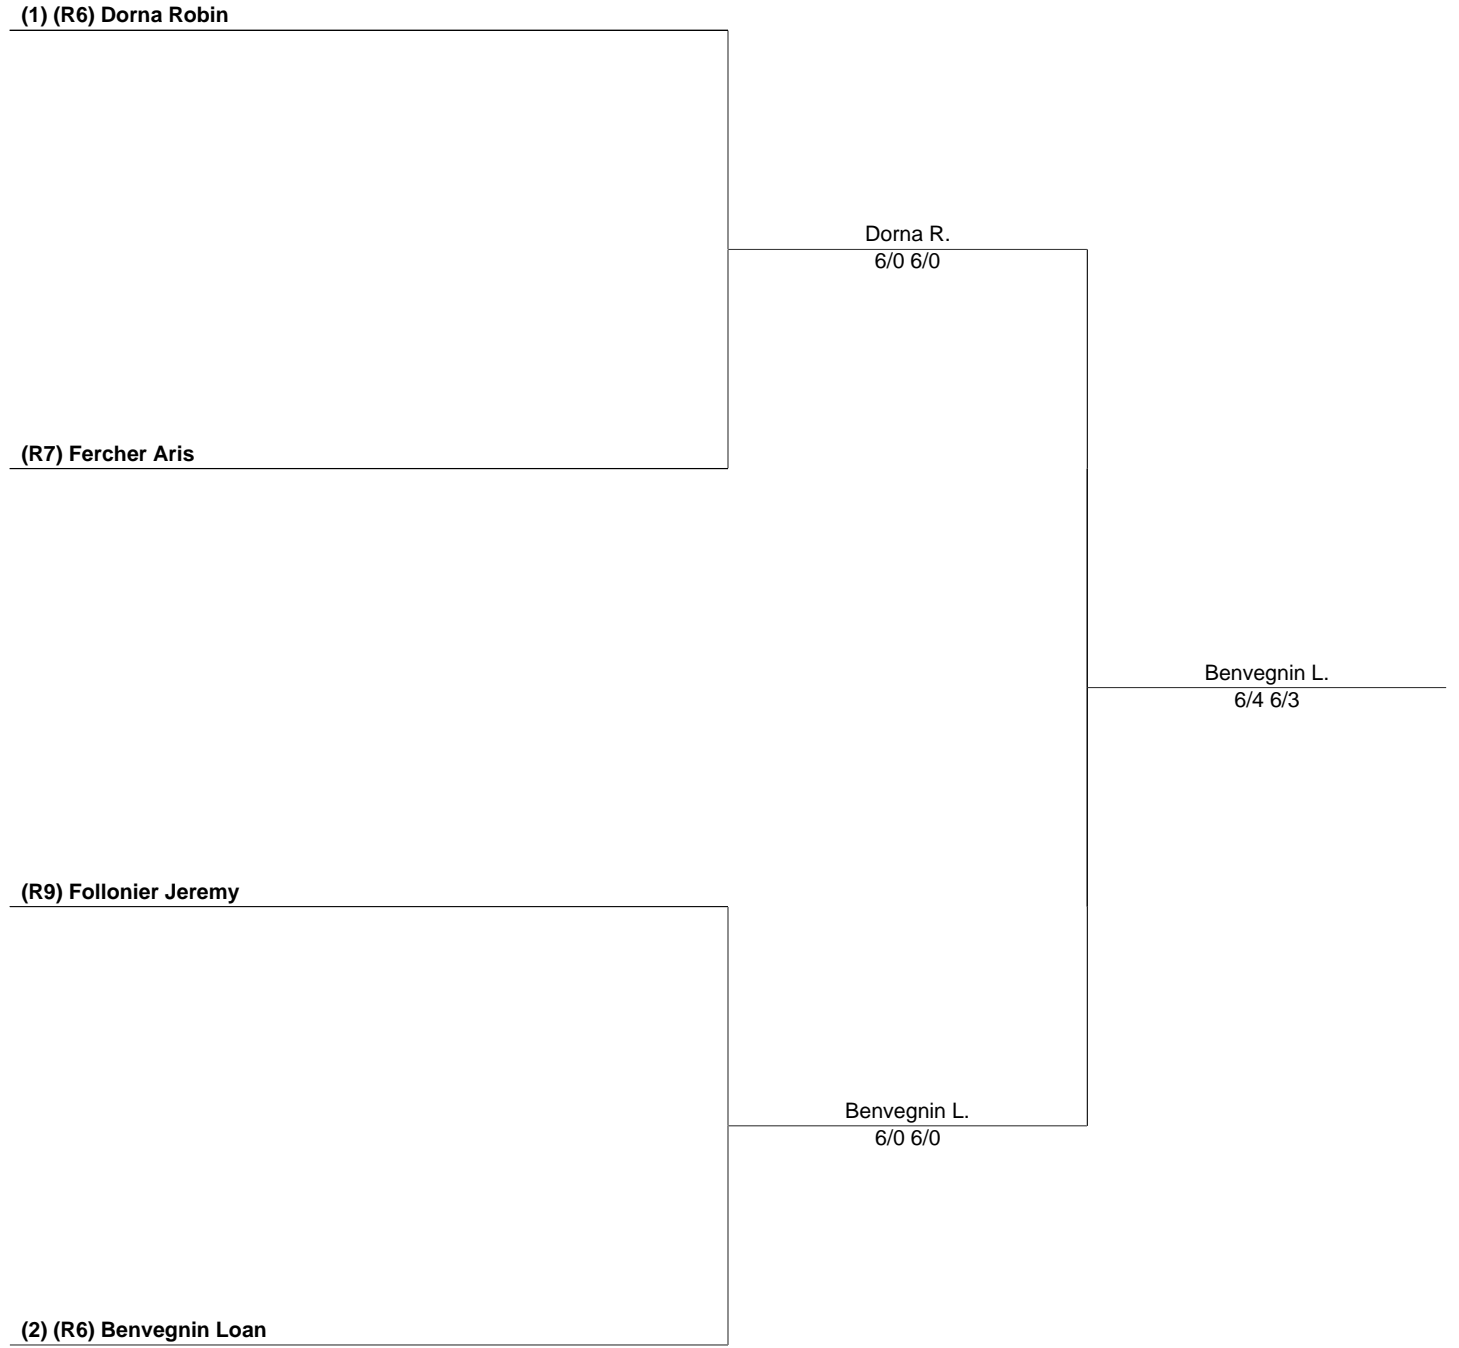 (1) (R6) Dorna Robin
Dorna R.
6/0 6/0
(R7) Fercher Aris
Benvegnin L.
6/4 6/3
(R9) Follonier Jeremy
Benvegnin L.
6/0 6/0
(2) (R6) Benvegnin Loan